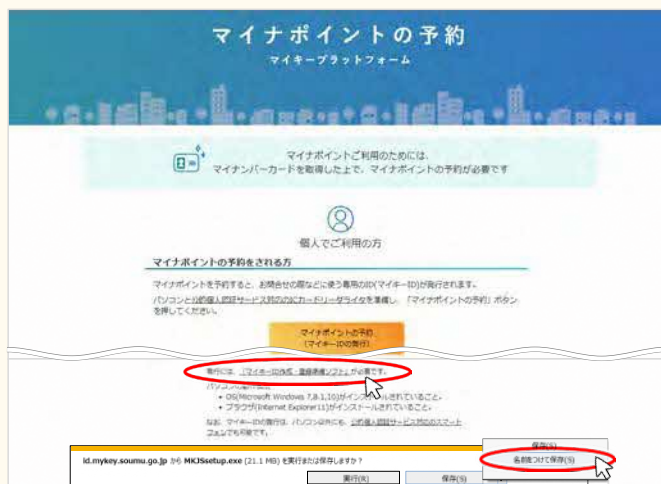 マイナポイントの予約
マイキープラットフォーム
マイナポイントご利用のためには、
マイナンバーカードを取得した上で、マイナポイントの予約が必要です
個人でご利用の方
マイナポイントの予約をされる方
マイナポイントを予約すると、お問合せの際などに使う専用のID(マイキーID)が発行されます。
パソコンと公的個人認証サービス対応のICカードリーダライタを準備し、「マイナポイントの予約」ボタン
を押してください。
マイナポイントの予約
(マイキーIDの発行)
発行には、「マイキーID作成・登録準備ソフト」が必要です。
OS(Microsoft Windows 7,8.1,10)がインストールされていること。
ブラウザ(Internet Explorer11)がインストールされていること。
なお、マイキーIDの発行は、パソコン以外にも、公的個人認証サービス対応のスマート
フォンでも可能です。
保存(S)
名前をつけて保存(S)
id.mykey.soumu.go.jp から MKJSsetup.exe (21.1 MB) を実行または保存しますか？
実行(R)
保存(S)